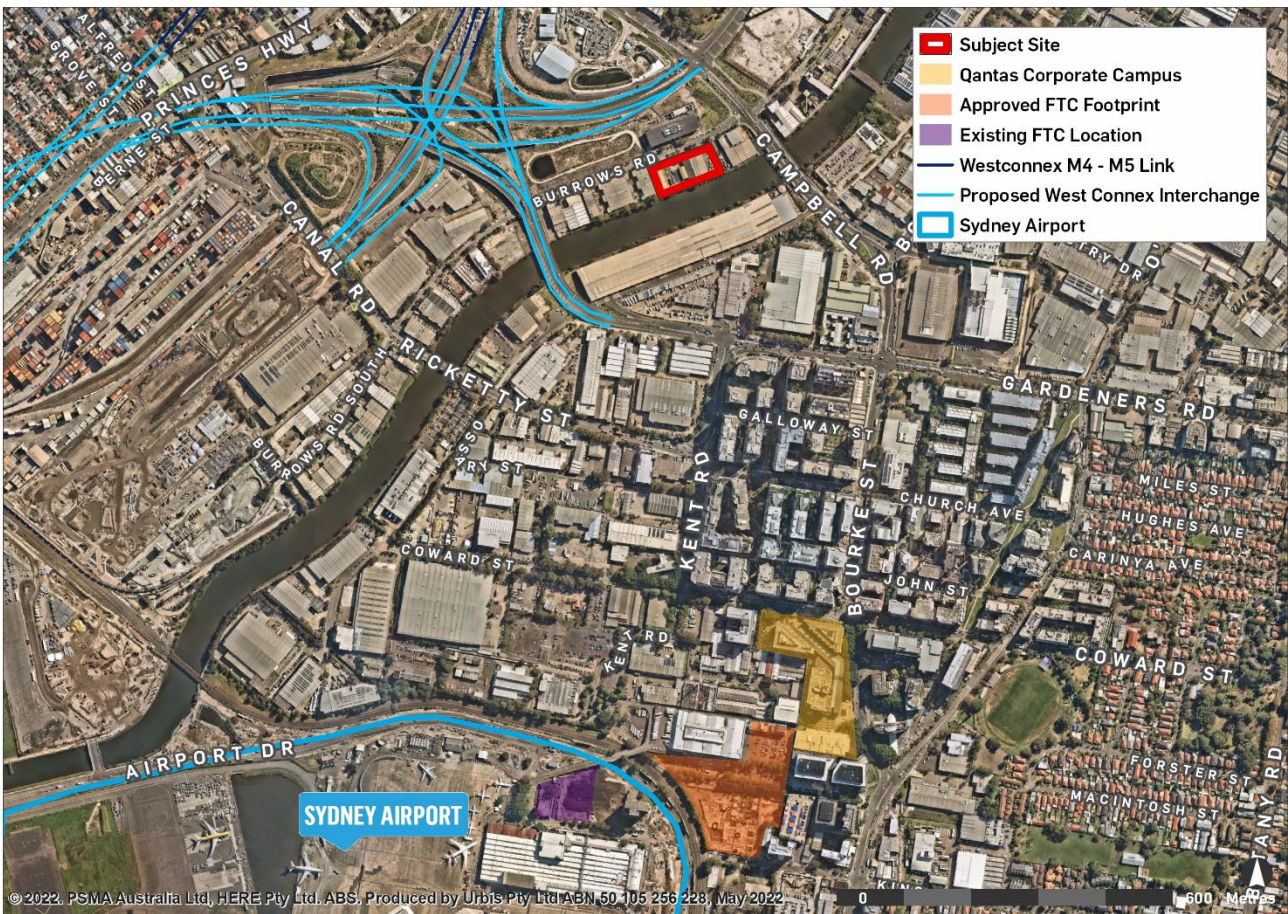 Subject Site
Qantas Corporate Campus
Approved FTC Footprint
Existing FTC Location
Westconnex M4 - M5 Link
Proposed West Connex Interchange
Sydney Airport
ALFRED ST
GROVE ST
PRINCES HWY
BERNE ST
CANAL RD
BURROWS RD
CAMPBELL RD
RICKETTY ST
BURROWS RD SOUTH
GARDENERS RD
GALLOWAY ST
KENT RD
BOURKE ST
CHURCH AVE
MILES ST
HUGHES AVE
CARINYA AVE
JOHN ST
COWARD ST
KENT RD
COWARD ST
AIRPORT DR
FORSTER ST
MACINTOSH ST
SYDNEY AIRPORT
0
600 Metres
© 2022. PSMA Australia Ltd, HERE Pty Ltd. ABS. Produced by Urbis Pty Ltd ABN 50 105 256 228, May 2022